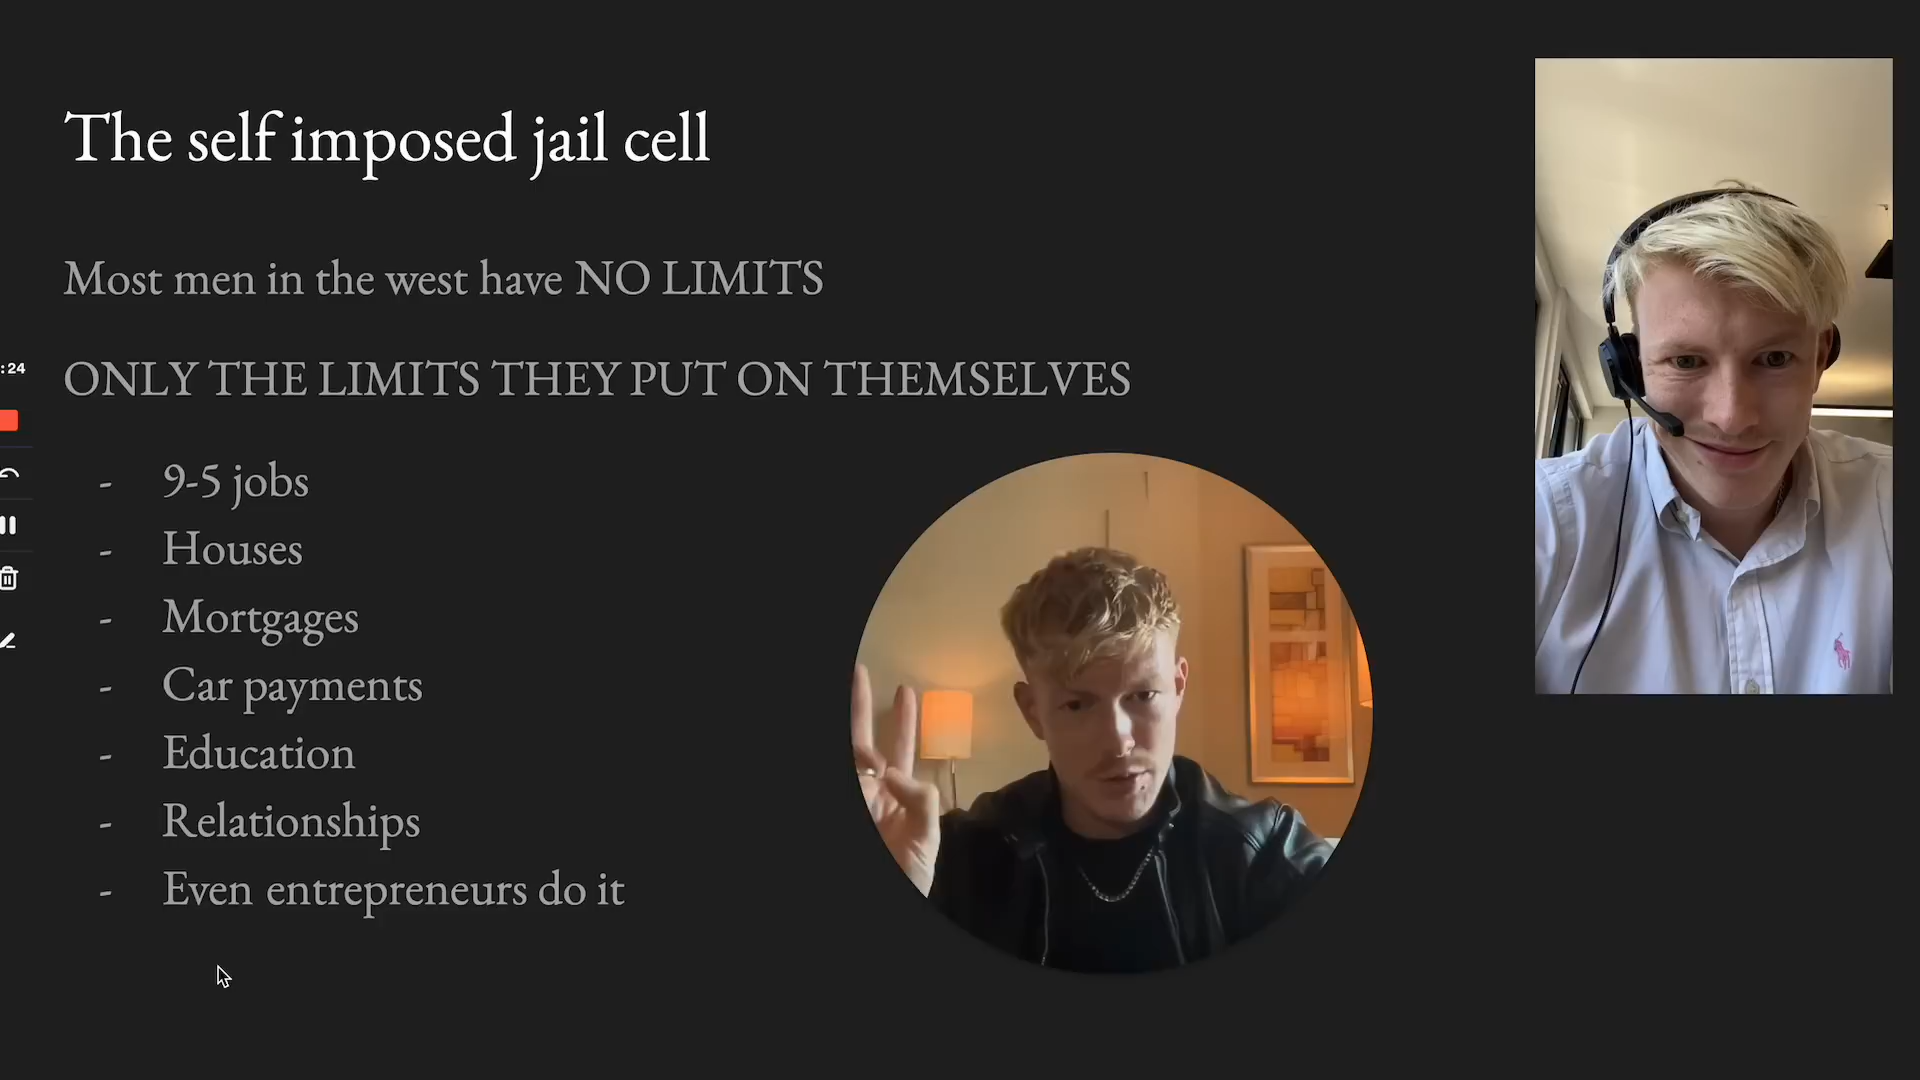 The self imposed jail cell
Most men in the west have NO LIMITS
ONLY THE LIMITS THEY PUT ON THEMSELVES
- 9-5 jobs
- Houses
- Mortgages
- Car payments
- Education
- Relationships
- Even entrepreneurs do it
:24